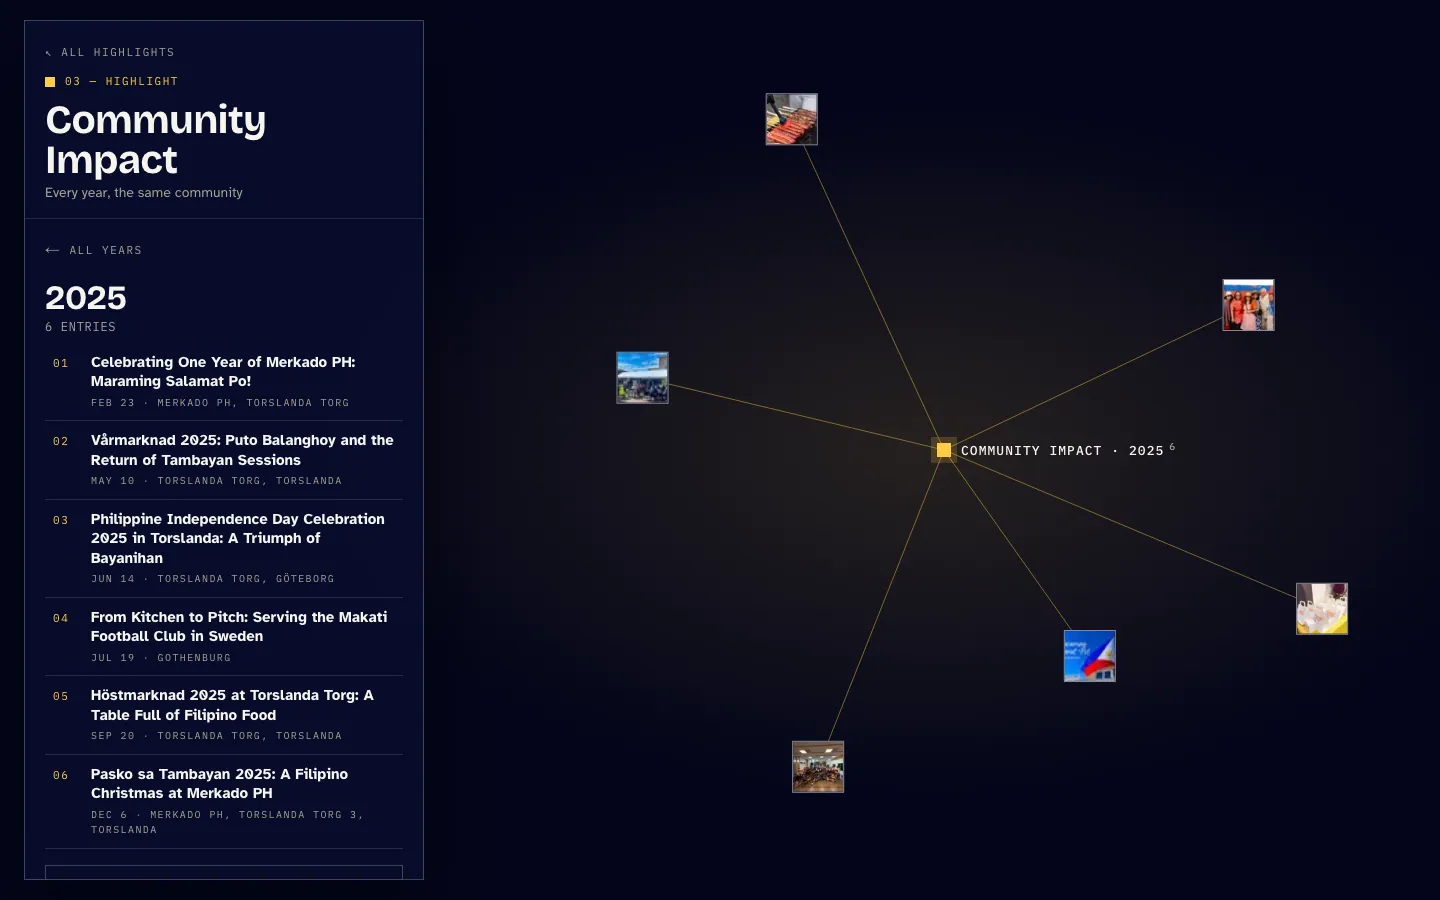 ↖ ALL HIGHLIGHTS
03 — HIGHLIGHT
Community
Impact
Every year, the same community
← ALL YEARS
2025
6 ENTRIES
01
Celebrating One Year of Merkado PH:
Maraming Salamat Po!
FEB 23 · MERKADO PH, TORSLANDA TORG
02
Vårmarknad 2025: Puto Balanghoy and the
Return of Tambayan Sessions
MAY 10 · TORSLANDA TORG, TORSLANDA
03
Philippine Independence Day Celebration
2025 in Torslanda: A Triumph of
Bayanihan
JUN 14 · TORSLANDA TORG, GÖTEBORG
04
From Kitchen to Pitch: Serving the Makati
Football Club in Sweden
JUL 19 · GOTHENBURG
05
Höstmarknad 2025 at Torslanda Torg: A
Table Full of Filipino Food
SEP 20 · TORSLANDA TORG, TORSLANDA
06
Pasko sa Tambayan 2025: A Filipino
Christmas at Merkado PH
DEC 6 · MERKADO PH, TORSLANDA TORG 3,
TORSLANDA
COMMUNITY IMPACT · 2025 6